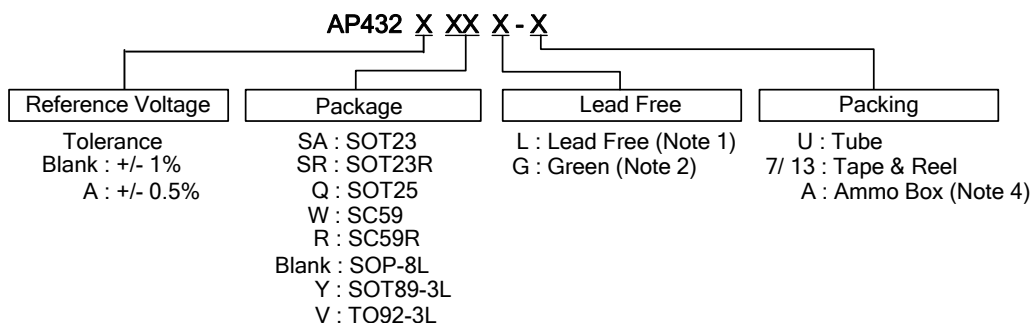 AP432 X XX X - X
Reference Voltage
Tolerance
Blank : +/- 1%
A : +/- 0.5%
Package
SA : SOT23
SR : SOT23R
Q : SOT25
W : SC59
R : SC59R
Blank : SOP-8L
Y : SOT89-3L
V : TO92-3L
Lead Free
L : Lead Free (Note 1)
G : Green (Note 2)
Packing
U : Tube
7/ 13 : Tape & Reel
A : Ammo Box (Note 4)